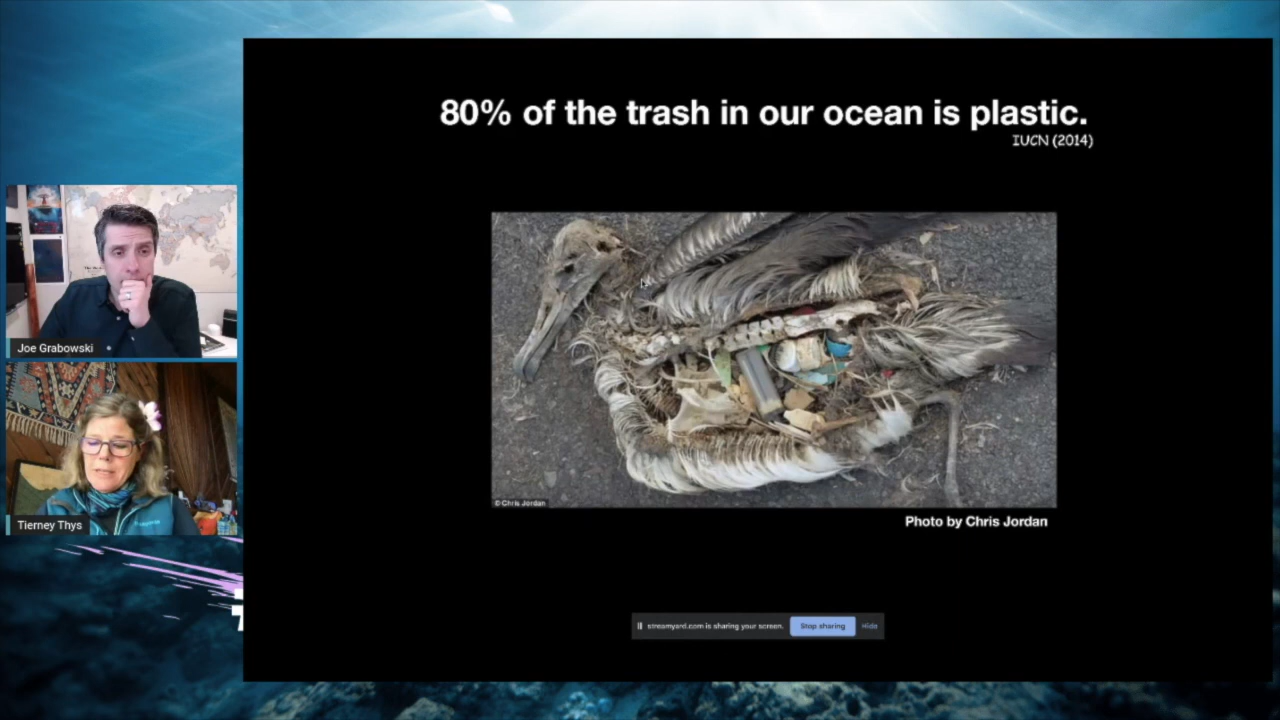 80% of the trash in our ocean is plastic.
IUCN (2014)
Joe Grabowski
Tierney Thys
© Chris Jordan
Photo by Chris Jordan
streamyard.com is sharing your screen.
Stop sharing
Hide